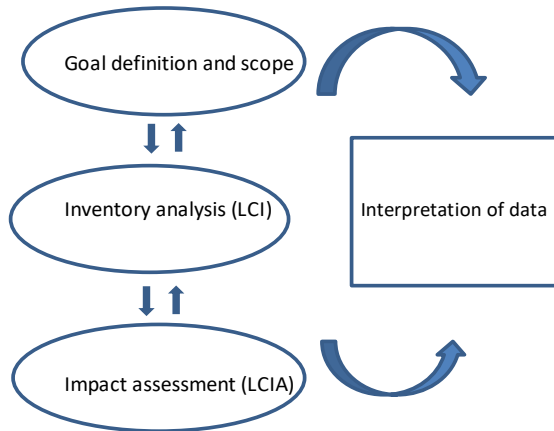 Goal definition and scope
Inventory analysis (LCI)
Interpretation of data
Impact assessment (LCIA)